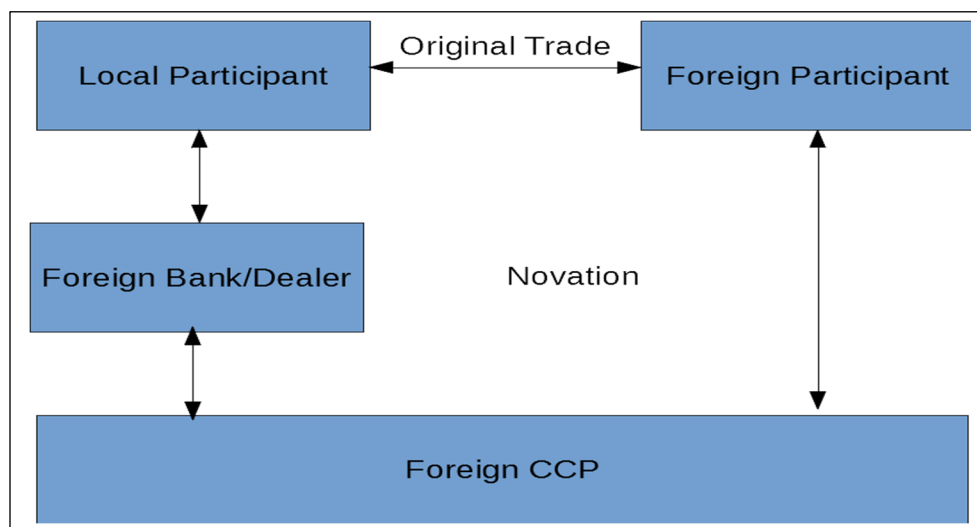 Original Trade
Local Participant
Foreign Participant
Foreign Bank/Dealer
Novation
Foreign CCP